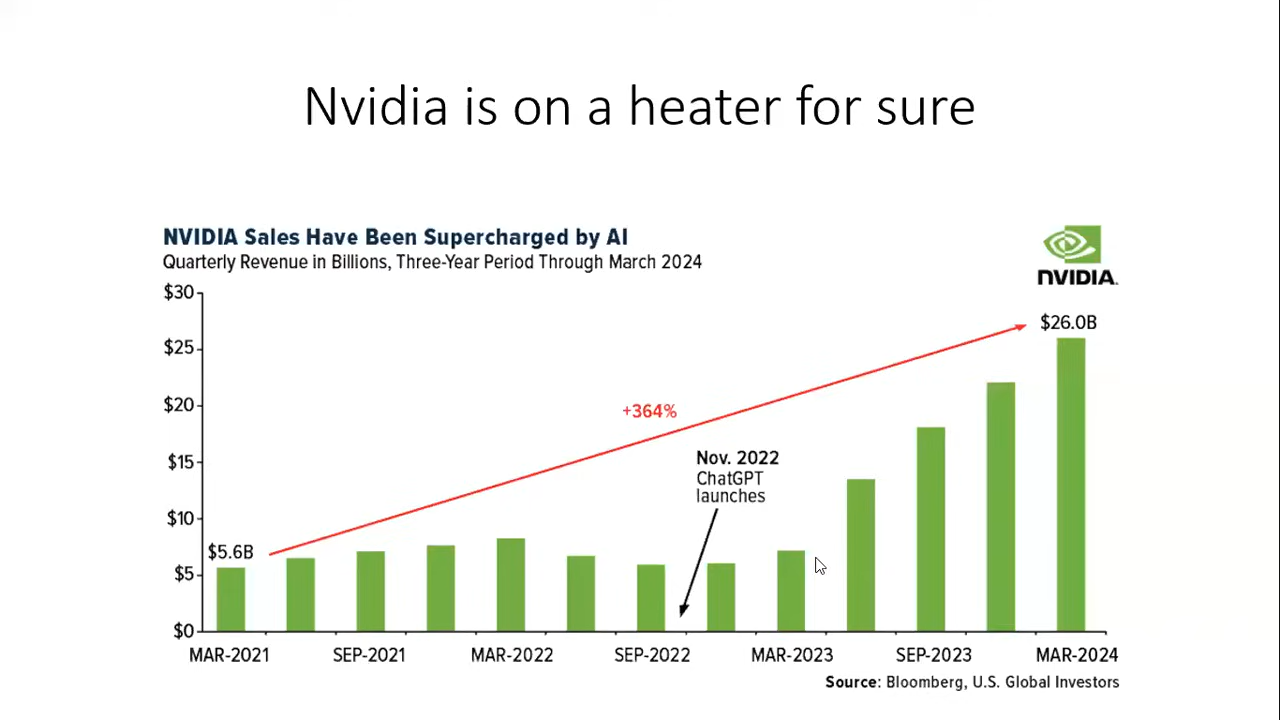 Nvidia is on a heater for sure
NVIDIA Sales Have Been Supercharged by AI
Quarterly Revenue in Billions, Three-Year Period Through March 2024
NVIDIA.
$30
$25
$20
$15
$10
$5
$0
$5.6B
+364%
Nov. 2022
ChatGPT
launches
$26.0B
MAR-2021 SEP-2021 MAR-2022 SEP-2022 MAR-2023 SEP-2023 MAR-2024
Source: Bloomberg, U.S. Global Investors